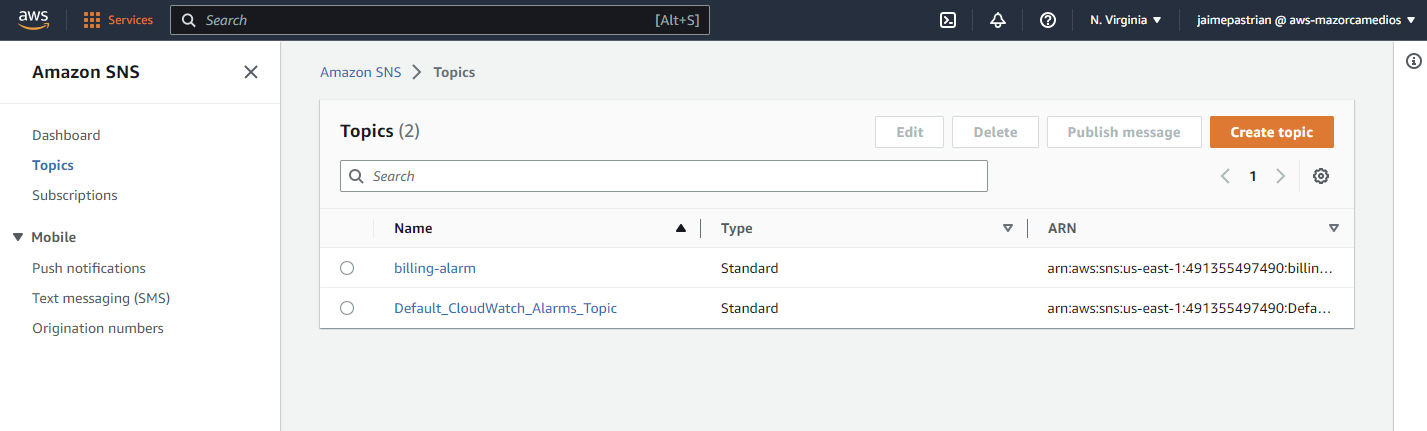 aws
Services
Search [Alt+S]
N. Virginia
jaimepastrian @ aws-mazorcamedios
Amazon SNS
Dashboard
Topics
Subscriptions
Mobile
Push notifications
Text messaging (SMS)
Origination numbers
Amazon SNS Topics
Topics (2)
Edit Delete Publish message Create topic
Search
1
Name Type ARN
billing-alarm Standard arn:aws:sns:us-east-1:491355497490:billin...
Default_CloudWatch_Alarms_Topic Standard arn:aws:sns:us-east-1:491355497490:Defa...